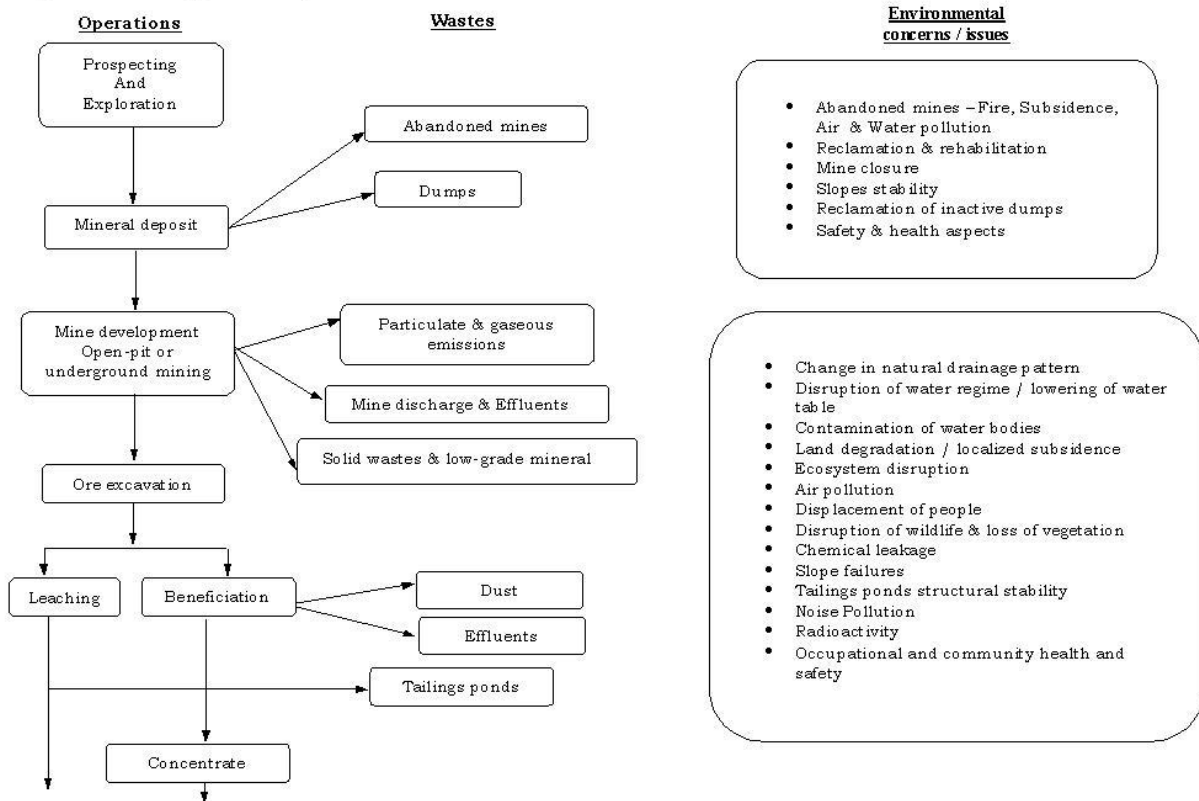 Operations
Wastes
Environmental
concerns / issues
Prospecting
And
Exploration
Abandoned mines
Dumps
Mineral deposit
Mine development
Open-pit or
underground mining
Particulate & gaseous
emissions
Mine discharge & Effluents
Solid wastes & low-grade mineral
Ore excavation
Leaching
Beneficiation
Dust
Effluents
Tailings ponds
Concentrate
• Abandoned mines – Fire, Subsidence,
Air & Water pollution
• Reclamation & rehabilitation
• Mine closure
• Slopes stability
• Reclamation of inactive dumps
• Safety & health aspects
• Change in natural drainage pattern
• Disruption of water regime / lowering of water
table
• Contamination of water bodies
• Land degradation / localized subsidence
• Ecosystem disruption
• Air pollution
• Displacement of people
• Disruption of wildlife & loss of vegetation
• Chemical leakage
• Slope failures
• Tailings ponds structural stability
• Noise Pollution
• Radioactivity
• Occupational and community health and
safety